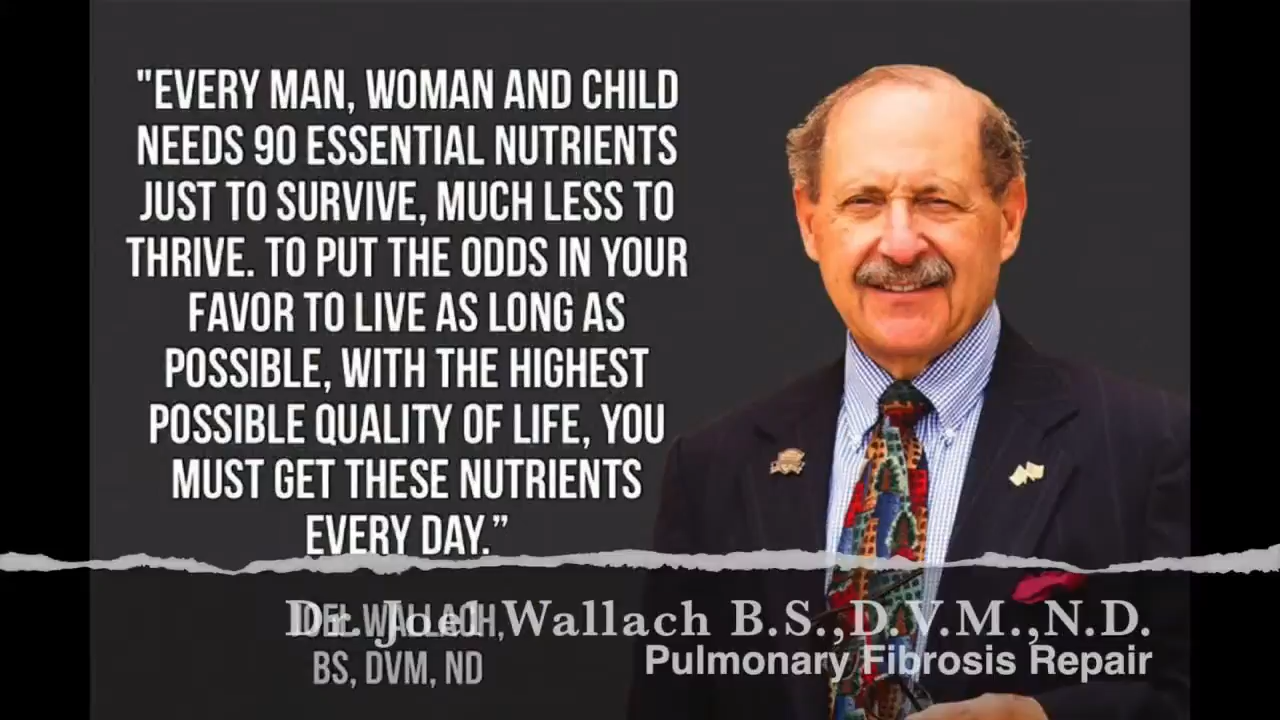 "EVERY MAN, WOMAN AND CHILD
NEEDS 90 ESSENTIAL NUTRIENTS
JUST TO SURVIVE, MUCH LESS TO
THRIVE. TO PUT THE ODDS IN YOUR
FAVOR TO LIVE AS LONG AS
POSSIBLE, WITH THE HIGHEST
POSSIBLE QUALITY OF LIFE, YOU
MUST GET THESE NUTRIENTS
EVERY DAY.”
WALLACH,
BS, DVM, ND
Dr. Joel Wallach B.S.,D.V.M.,N.D.
Pulmonary Fibrosis Repair